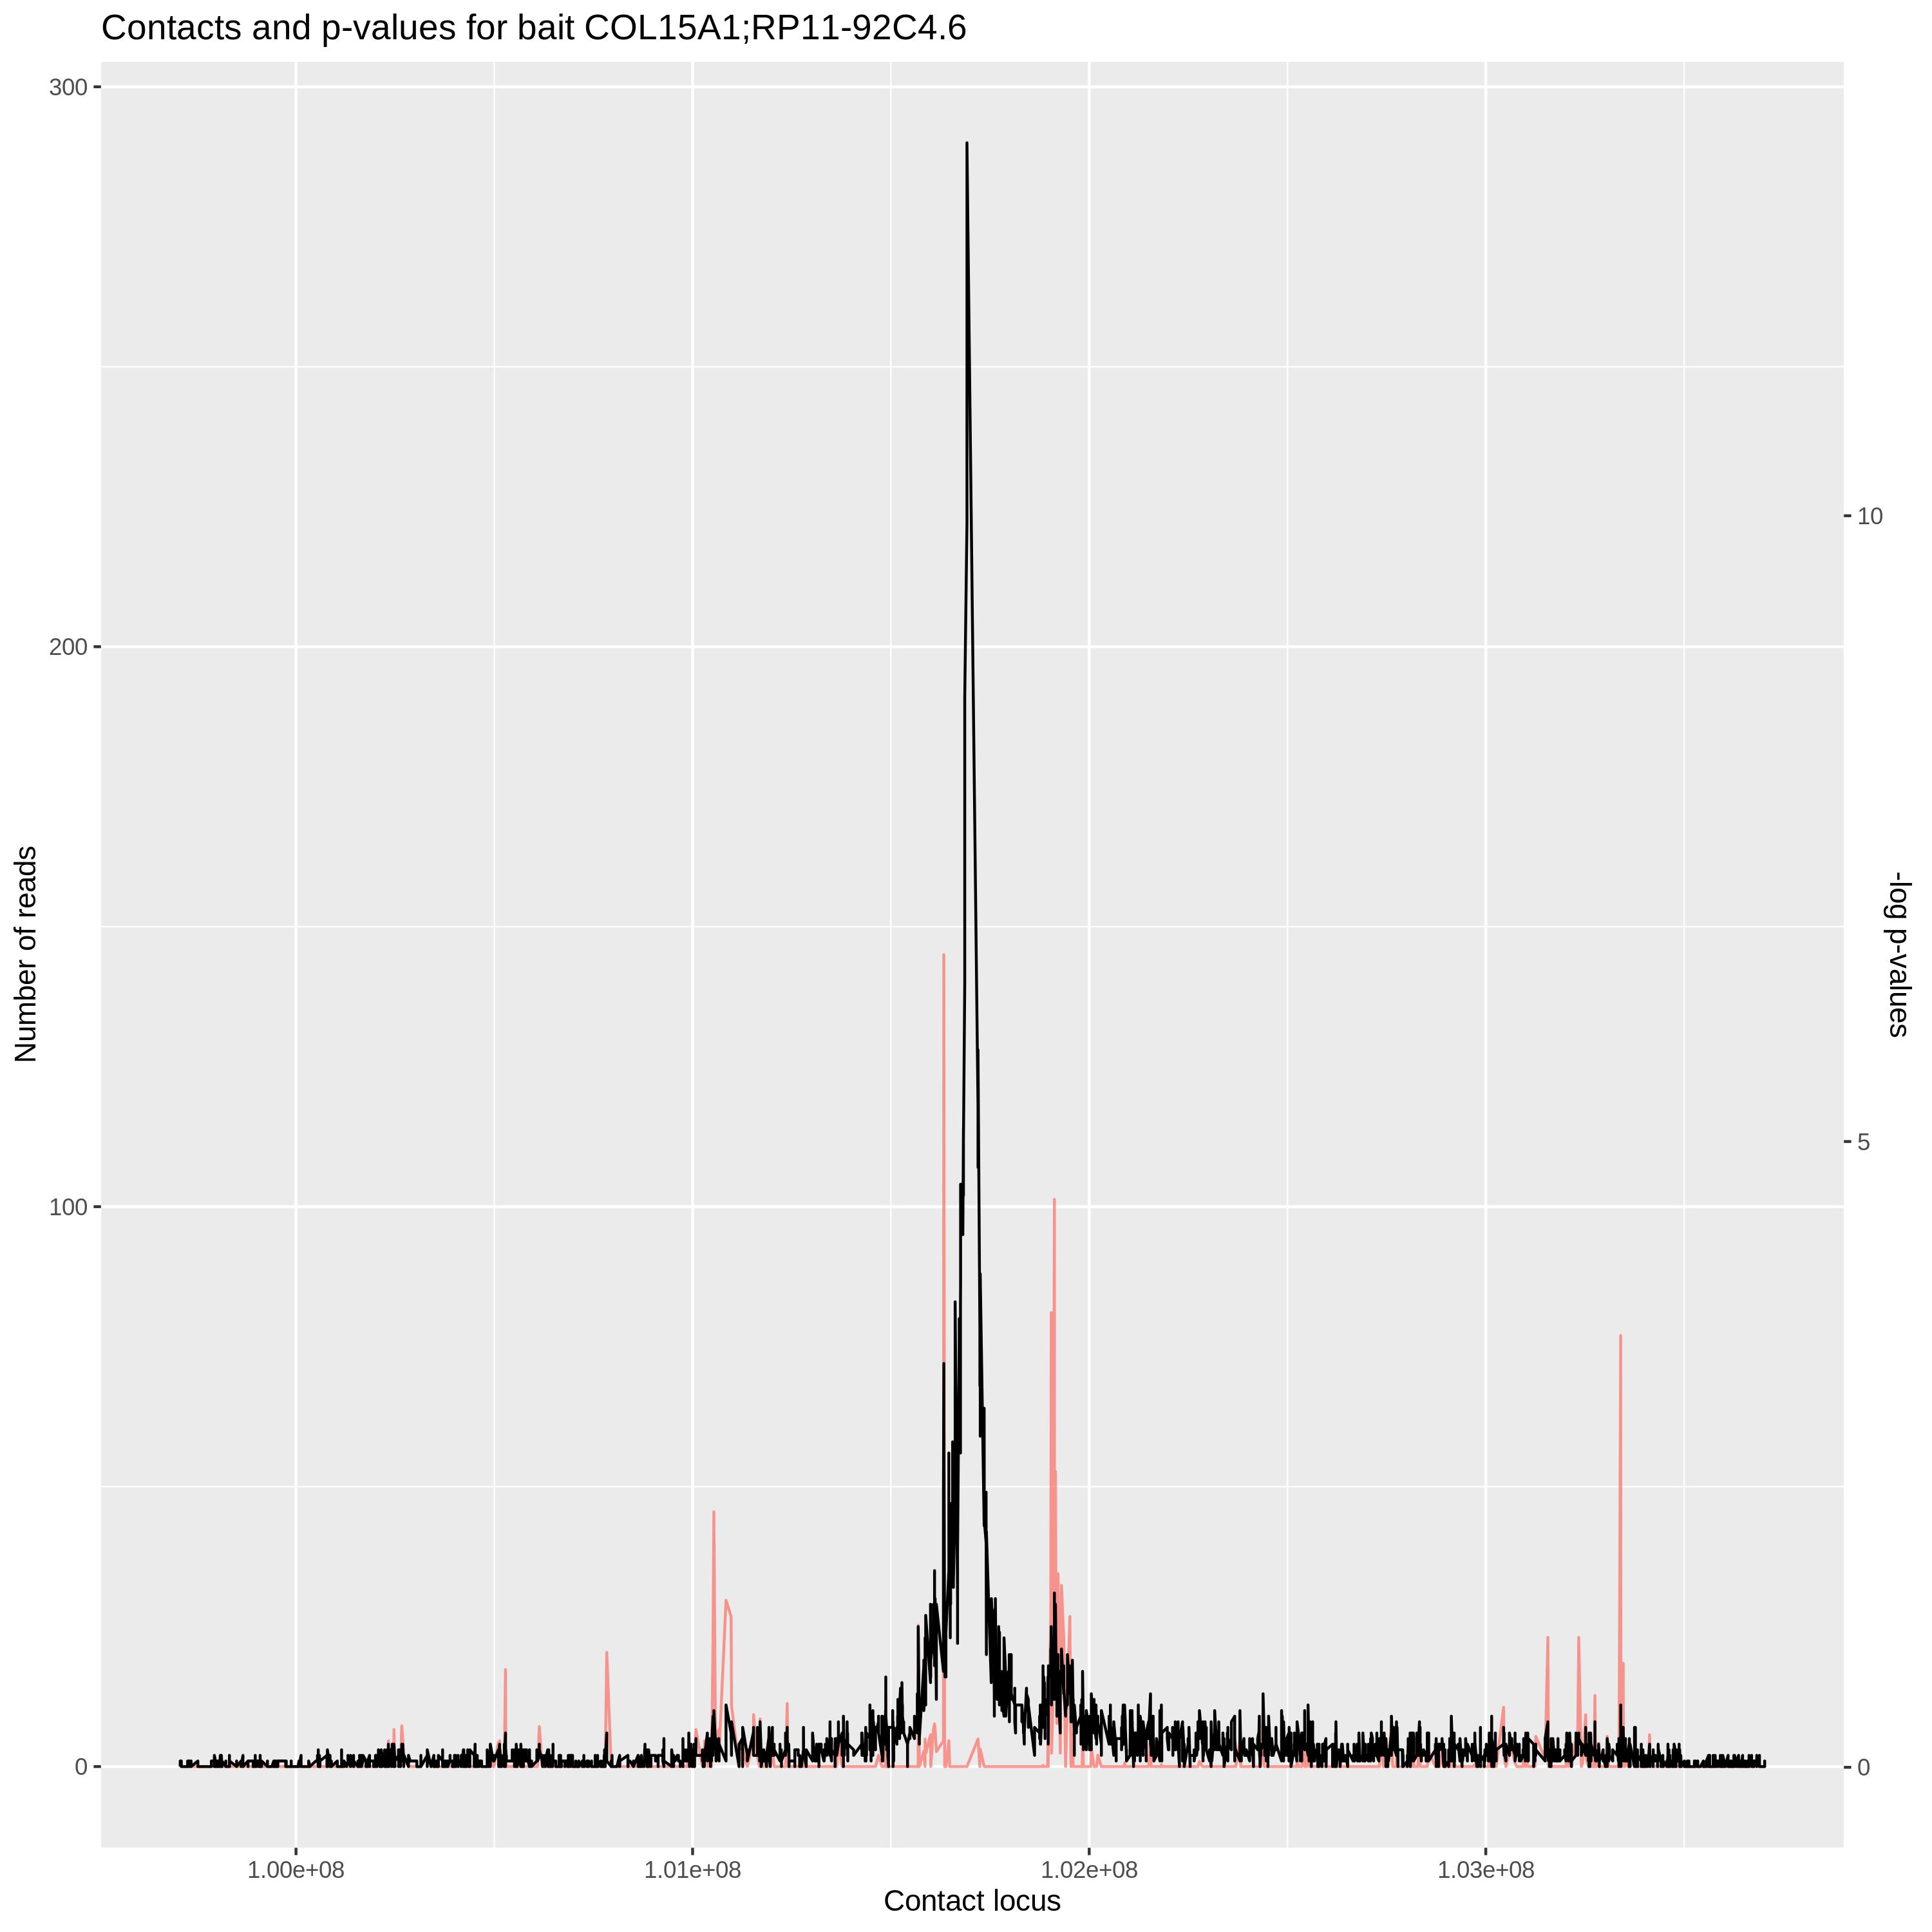 Contacts and p-values for bait COL15A1;RP11-92C4.6
300
200
100
0
Number of reads
10
5
0
-log p-values
1.00e+08
1.01e+08
1.02e+08
1.03e+08
Contact locus